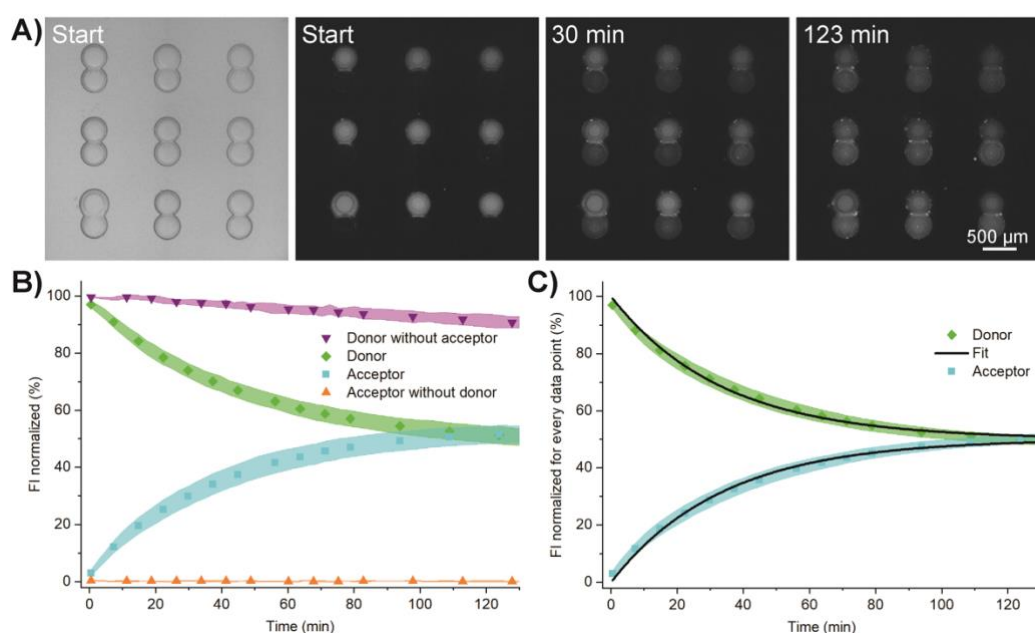 A)
Start
Start
30 min
123 min
500 µm
B)
FI normalized (%)
100
80
60
40
20
0
Donor without acceptor
Donor
Acceptor
Acceptor without donor
0 20 40 60 80 100 120
Time (min)
C)
FI normalized for every data point (%)
100
80
60
40
20
0
Donor
Fit
Acceptor
0 20 40 60 80 100 120
Time (min)